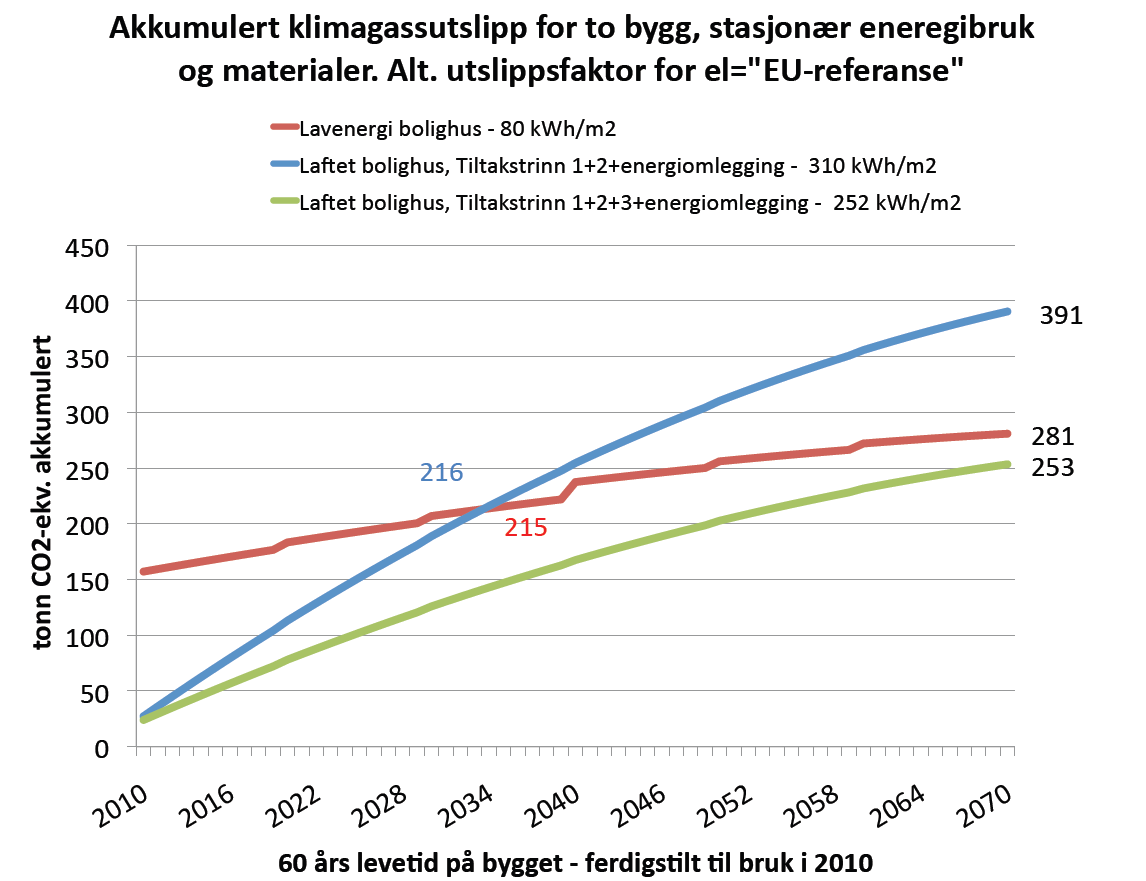 Akkumulert klimagassutslipp for to bygg, stasjonær eneregibruk
og materialer. Alt. utslippsfaktor for el="EU-referanse"
Lavenergi bolighus - 80 kWh/m2
Laftet bolighus, Tiltakstrinn 1+2+energiomlegging - 310 kWh/m2
Laftet bolighus, Tiltakstrinn 1+2+3+energiomlegging - 252 kWh/m2
tonn CO2-ekv. akkumulert
450
400
350
300
250
200
150
100
50
0
391
281
253
216
215
2010 2016 2022 2028 2034 2040 2046 2052 2058 2064 2070
60 års levetid på bygget - ferdigstilt til bruk i 2010